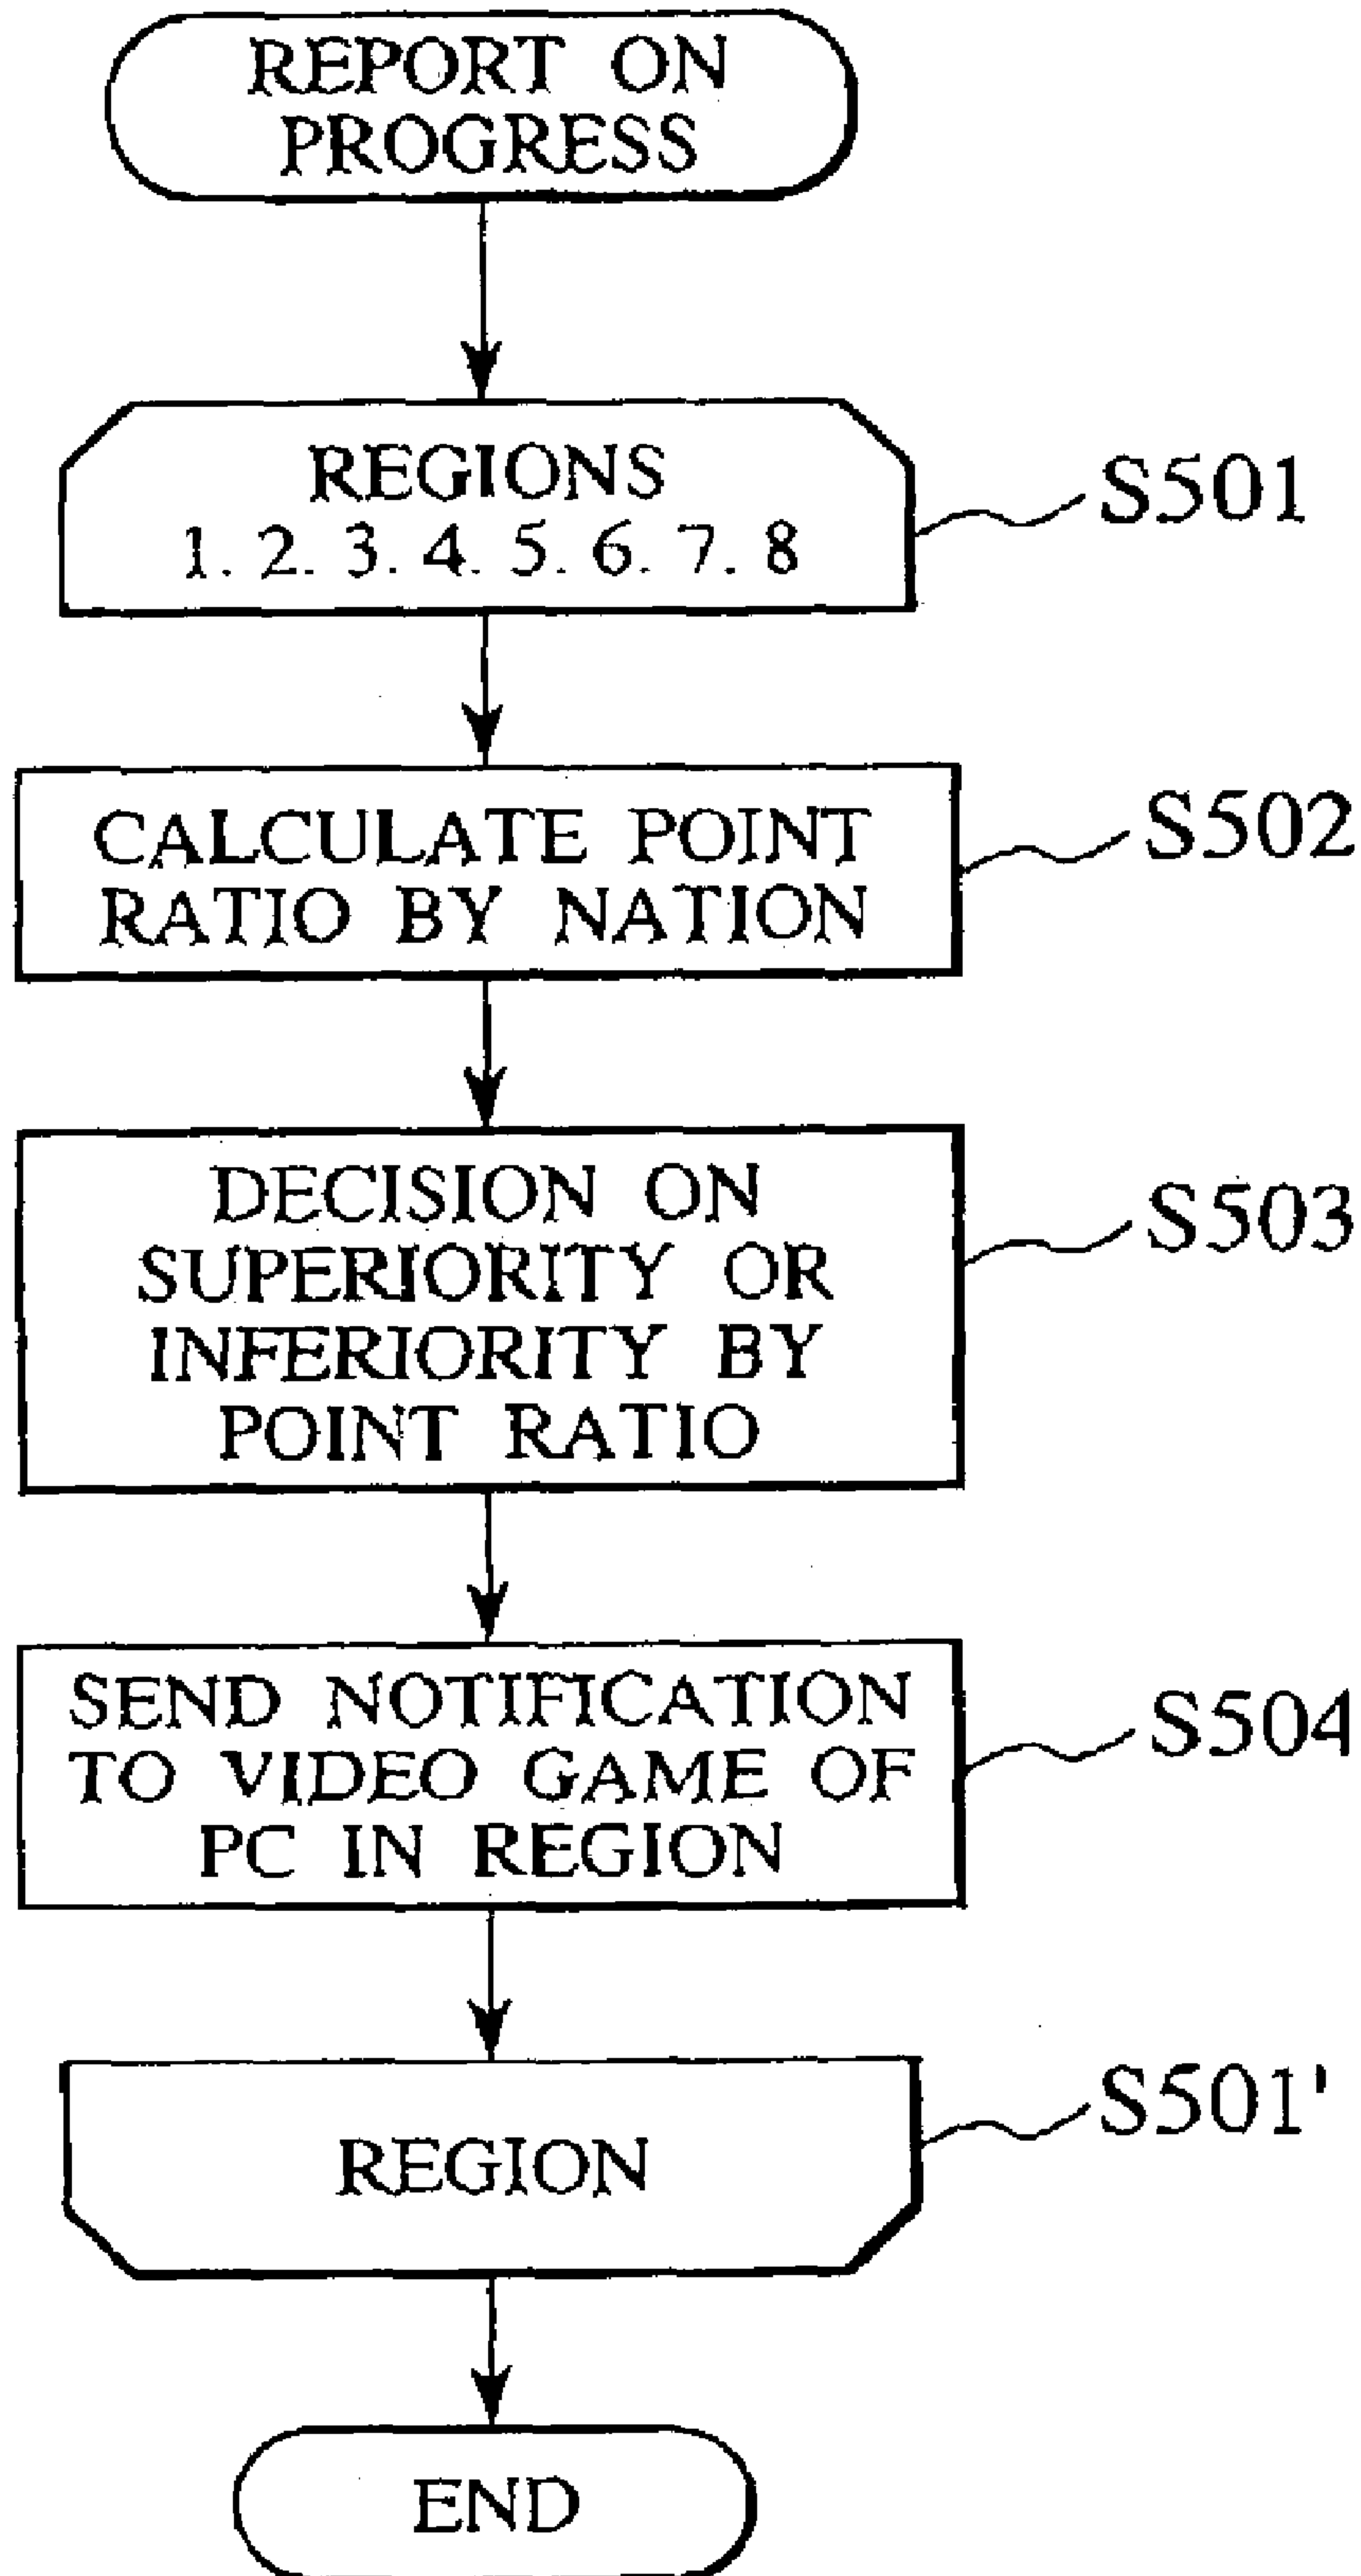 REPORT ON
PROGRESS
REGIONS
1. 2. 3. 4. 5. 6. 7. 8
S501
CALCULATE POINT
RATIO BY NATION
S502
DECISION ON
SUPERIORITY OR
INFERIORITY BY
POINT RATIO
S503
SEND NOTIFICATION
TO VIDEO GAME OF
PC IN REGION
S504
REGION
S501'
END